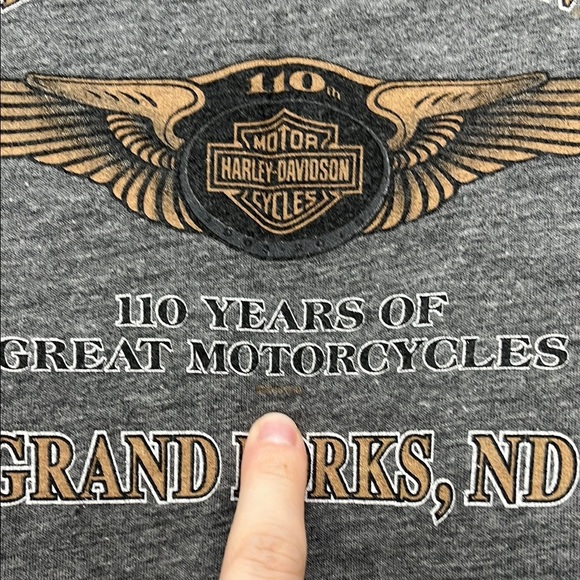 110th
MOTOR
HARLEY-DAVIDSON
CYCLES
110 YEARS OF
GREAT MOTORCYCLES
GRAND RKS, ND